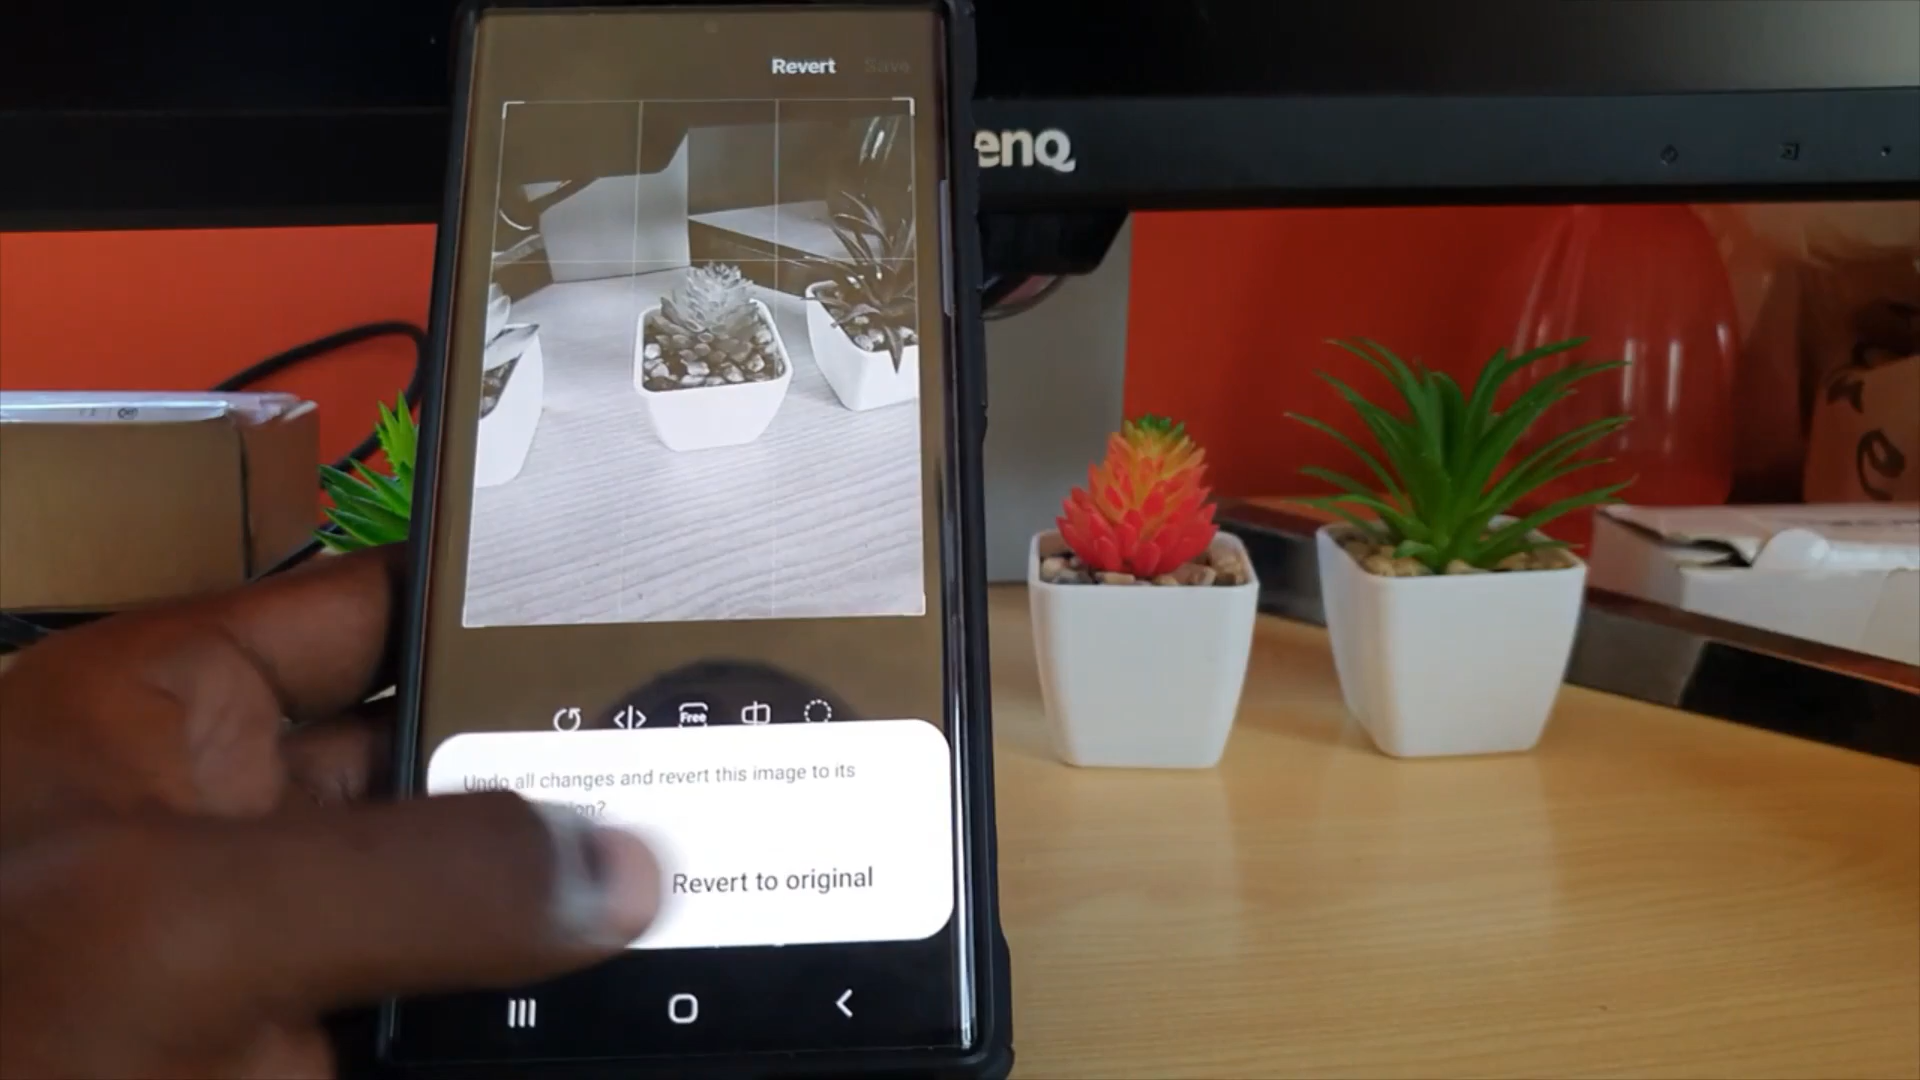 Revert Save
enQ
Free
Undo all changes and revert this image to its
Revert to original